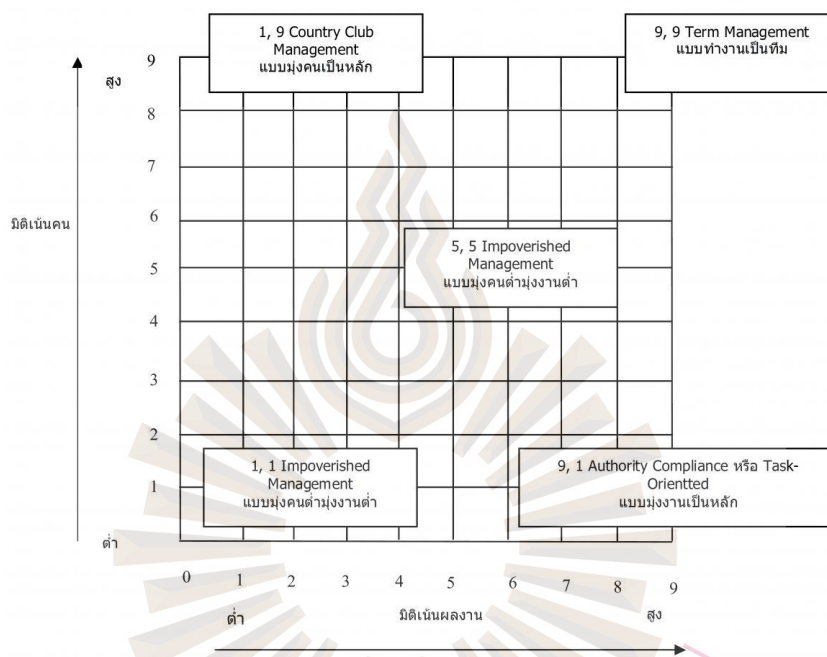 1, 9 Country Club
Management
แบบมุ่งคนเป็นหลัก
9, 9 Term Management
แบบทำงานเป็นทีม
9
สูง
8
7
6
มิติเน้นคน
5, 5 Impoverished
Management
แบบมุ่งคนต่ำมุ่งงานต่ำ
5
4
3
2
1, 1 Impoverished
Management
แบบมุ่งคนต่ำมุ่งงานต่ำ
9, 1 Authority Compliance หรือ Task-
Orientted
แบบมุ่งงานเป็นหลัก
1
ต่ำ
0 1 2 3 4 5 6 7 8 9
ต่ำ มิติเน้นผลงาน สูง